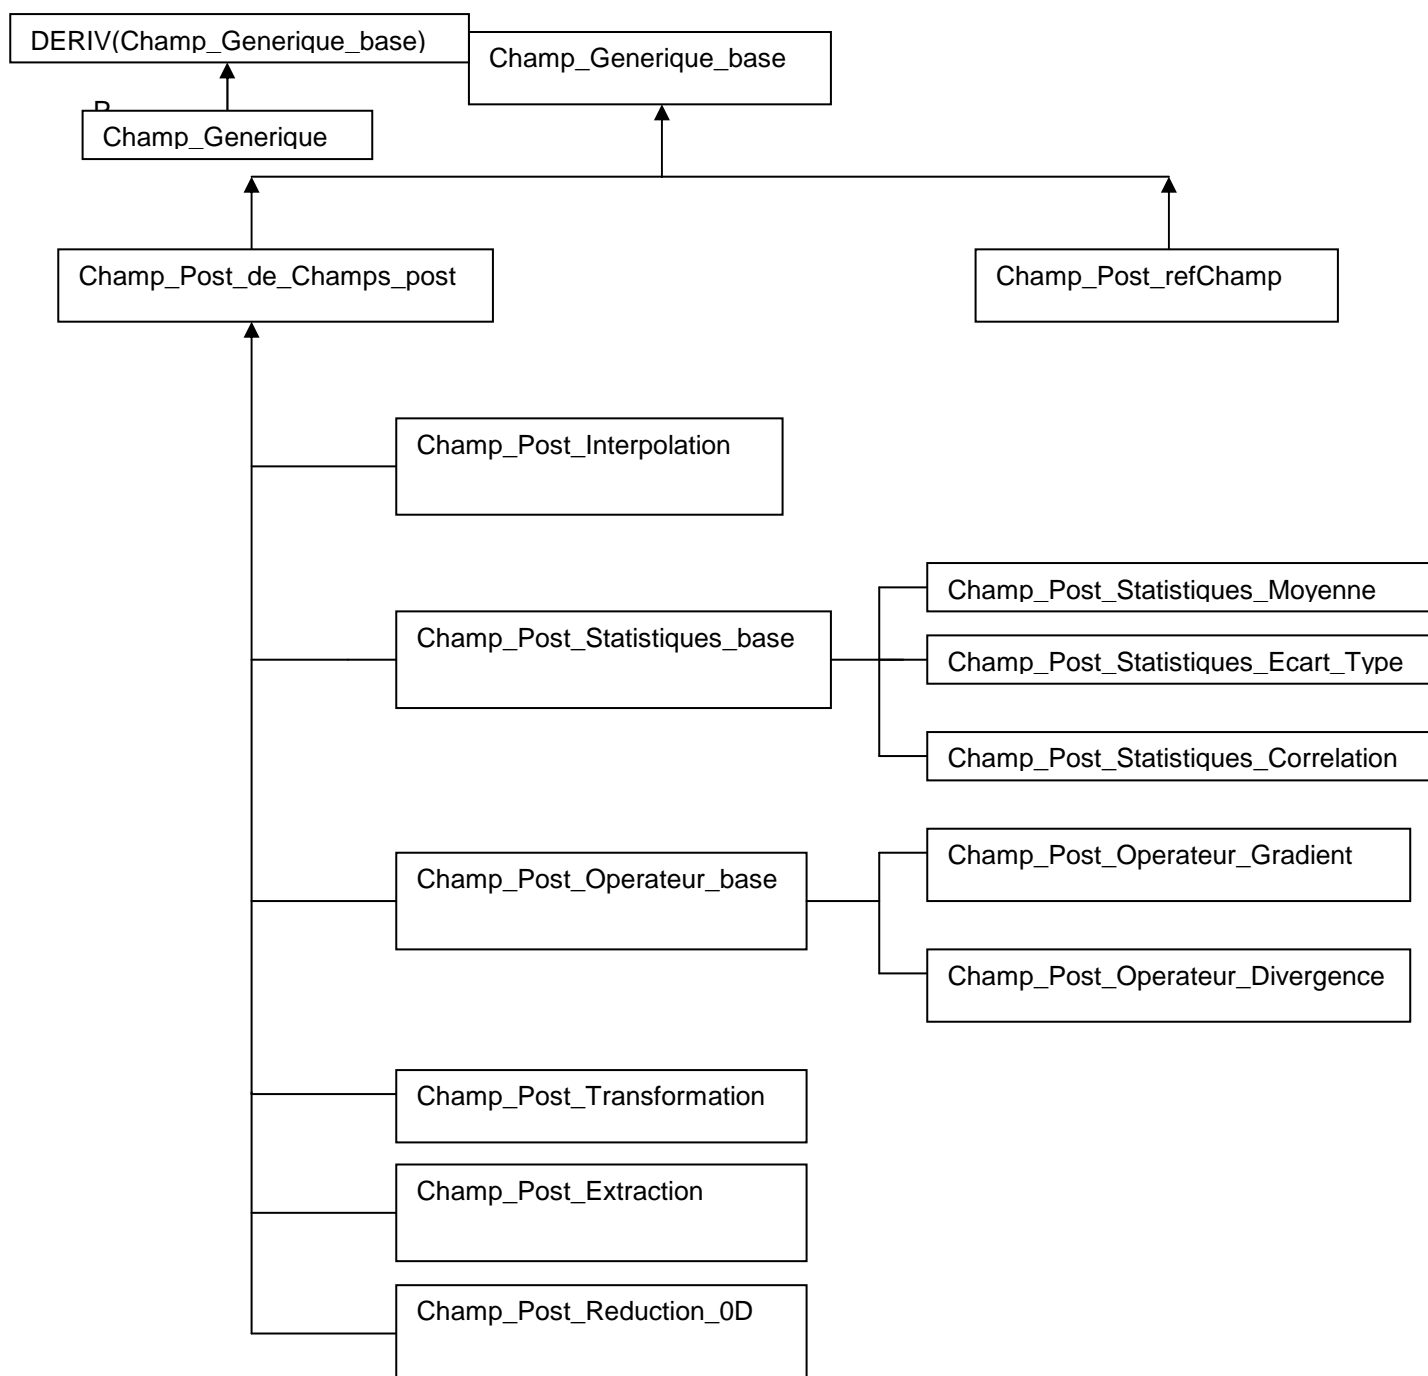 DERIV(Champ_Generique_base)
Champ_Generique_base
Champ_Generique
Champ_Post_de_Champs_post
Champ_Post_refChamp
Champ_Post_Interpolation
Champ_Post_Statistiques_Moyenne
Champ_Post_Statistiques_base
Champ_Post_Statistiques_Ecart_Type
Champ_Post_Statistiques_Correlation
Champ_Post_Operateur_Gradient
Champ_Post_Operateur_base
Champ_Post_Operateur_Divergence
Champ_Post_Transformation
Champ_Post_Extraction
Champ_Post_Reduction_0D